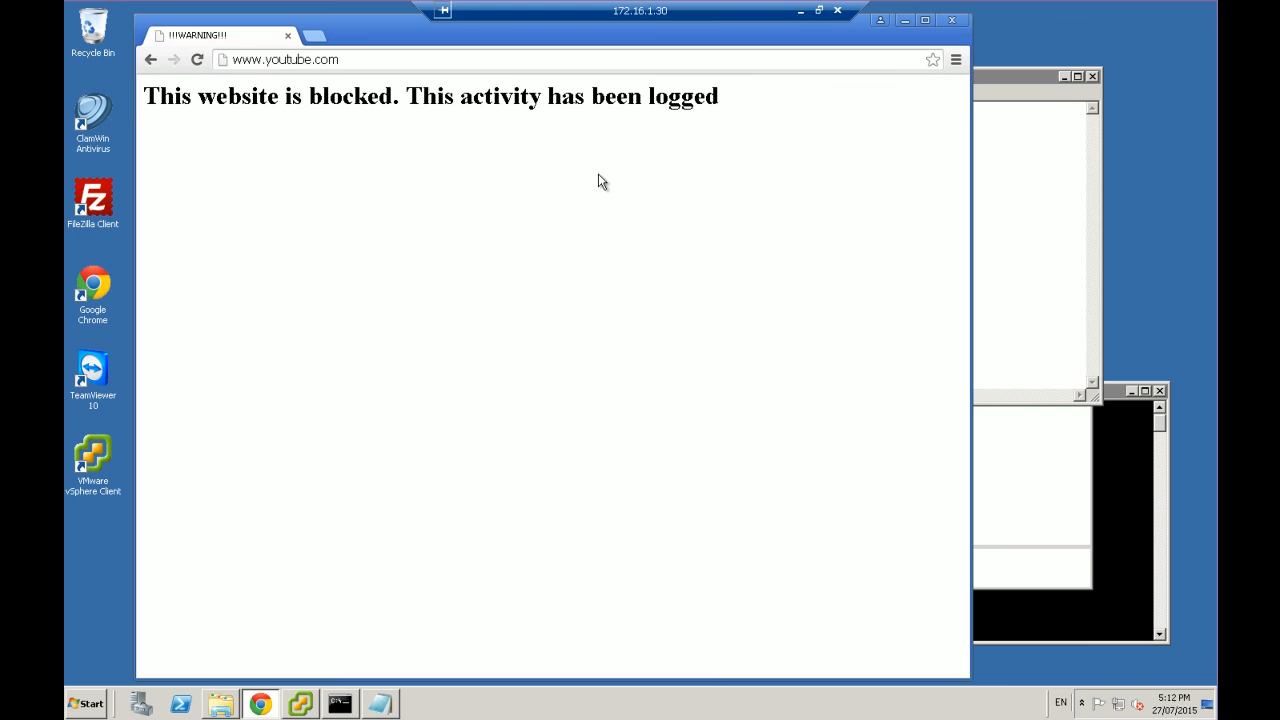 172.16.1.30
Recycle Bin
!!!WARNING!!!
www.youtube.com
This website is blocked. This activity has been logged
ClamWin
Antivirus
FileZilla Client
Google
Chrome
TeamViewer
10
VMware
vSphere Client
Start
EN
5:12 PM
27/07/2015